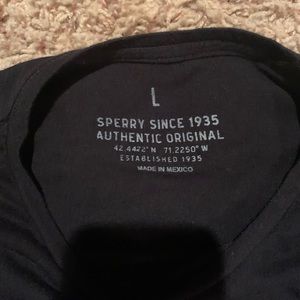 L
SPERRY SINCE 1935
AUTHENTIC ORIGINAL
42.4422° N 71.2250° W
ESTABLISHED 1935
MADE IN MEXICO